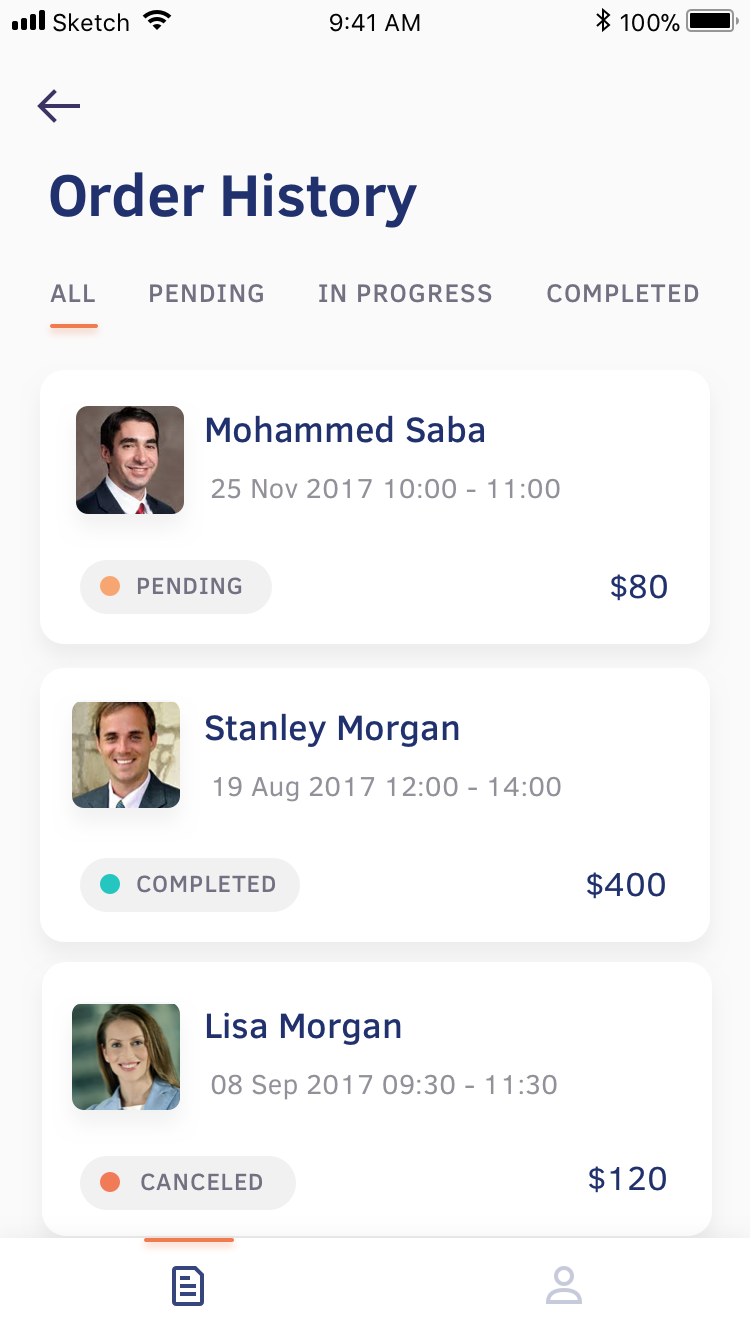 Sketch 9:41 AM 100%
Order History
ALL PENDING IN PROGRESS COMPLETED
Mohammed Saba
25 Nov 2017 10:00 - 11:00
PENDING $80
Stanley Morgan
19 Aug 2017 12:00 - 14:00
COMPLETED $400
Lisa Morgan
08 Sep 2017 09:30 - 11:30
CANCELED $120